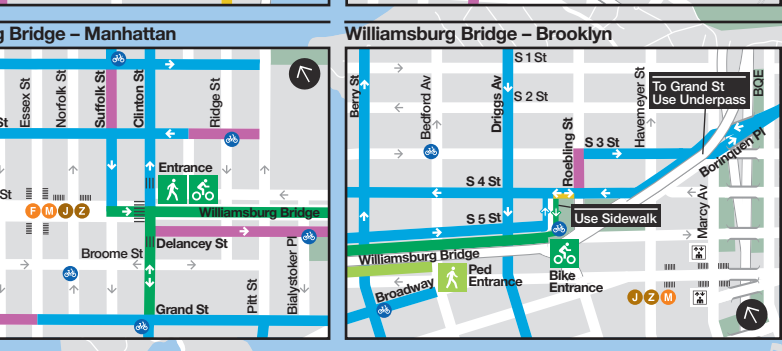 g Bridge – Manhattan
Essex St
Norfolk St
Suffolk St
Clinton St
Ridge St
St
St
Entrance
F M J Z
Williamsburg Bridge
Delancey St
Broome St
Pitt St
Bialystoker Pl
Grand St
Williamsburg Bridge – Brooklyn
S 1 St
S 2 St
Berry St
Bedford Av
Driggs Av
Roebling St
Havemeyer St
To Grand St
Use Underpass
BQE
S 3 St
Borinquen Pl
S 4 St
Marcy Av
S 5 St
Use Sidewalk
Williamsburg Bridge
Ped
Entrance
Bike
Entrance
Broadway
J Z M